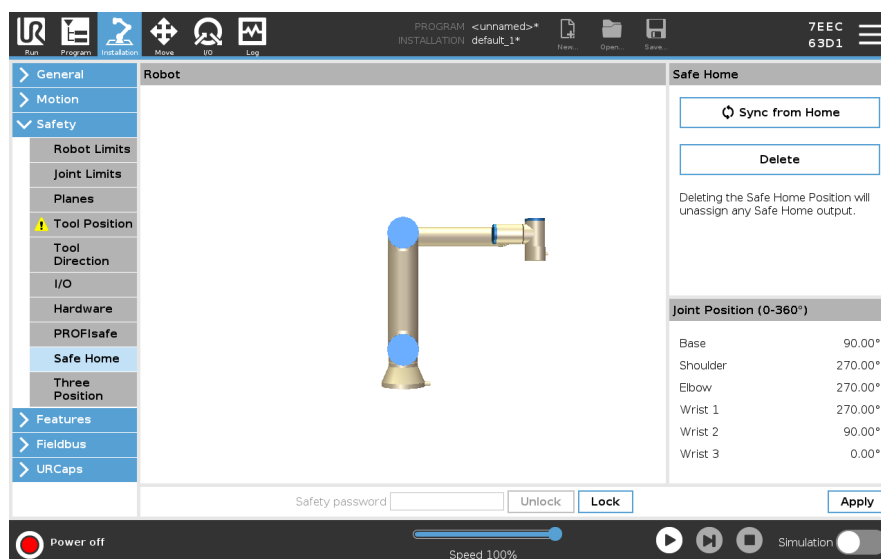 PROGRAM <unnamed>*
INSTALLATION default_1*
Run
Program
Installation
Move
I/O
Log
New...
Open...
Save...
7EEC
63D1
General
Motion
Safety
Robot Limits
Joint Limits
Planes
Tool Position
Tool
Direction
I/O
Hardware
PROFIsafe
Safe Home
Three
Position
Features
Fieldbus
URCaps
Robot
Safe Home
Sync from Home
Delete
Deleting the Safe Home Position will
unassign any Safe Home output.
Joint Position (0-360°)
Base 90.00°
Shoulder 270.00°
Elbow 270.00°
Wrist 1 270.00°
Wrist 2 90.00°
Wrist 3 0.00°
Safety password Unlock Lock Apply
Power off
Speed 100%
Simulation